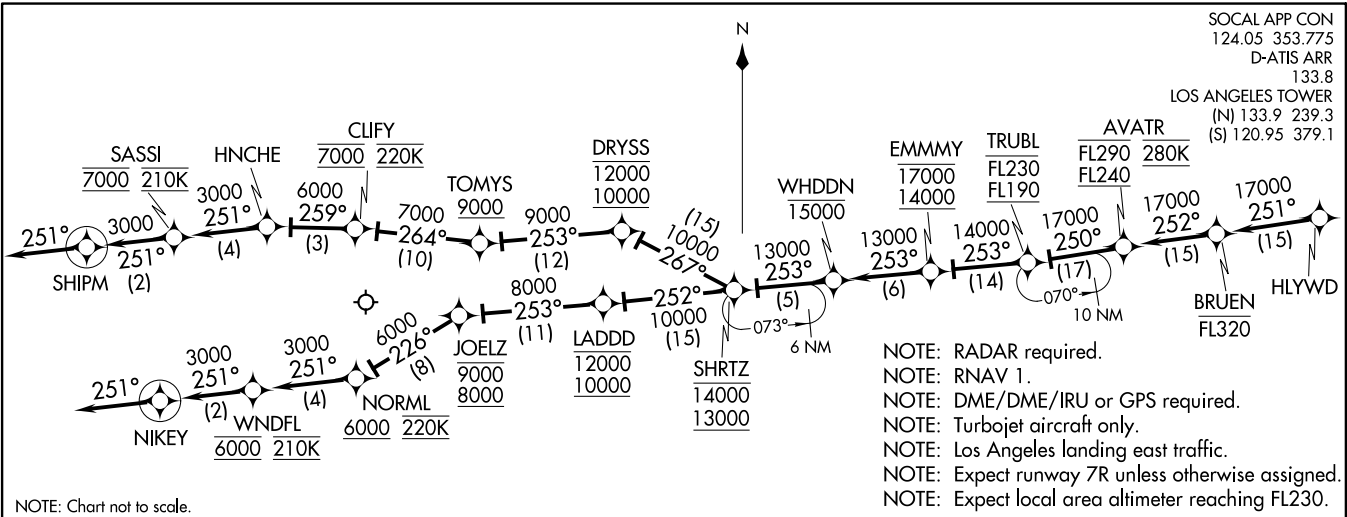 SOCAL APP CON
124.05 353.775
D-ATIS ARR
133.8
LOS ANGELES TOWER
(N) 133.9 239.3
(S) 120.95 379.1
N
SASSI
7000 210K
HNCHE
CLIFY
7000 220K
TOMYS
9000
DRYSS
12000
10000
WHDDN
15000
EMMMY
17000
14000
TRUBL
FL230
FL190
AVATR
FL290 280K
FL240
251°
SHIPM
3000
251°
(2)
3000
251°
(4)
6000
259°
(3)
7000
264°
(10)
9000
253°
(12)
(15)
10000
267°
13000
253°
(5)
13000
253°
(6)
14000
253°
(14)
17000
250°
(17)
17000
252°
(15)
17000
251°
(15)
HLYWD
BRUEN
FL320
070°
10 NM
073°
6 NM
SHRTZ
14000
13000
252°
10000
(15)
LADDD
12000
10000
8000
253°
(11)
JOELZ
9000
8000
6000
226°
(8)
NORML
6000 220K
3000
251°
(4)
WNDFL
6000 210K
3000
251°
(2)
251°
NIKEY
NOTE: RADAR required.
NOTE: RNAV 1.
NOTE: DME/DME/IRU or GPS required.
NOTE: Turbojet aircraft only.
NOTE: Los Angeles landing east traffic.
NOTE: Expect runway 7R unless otherwise assigned.
NOTE: Expect local area altimeter reaching FL230.
NOTE: Chart not to scale.